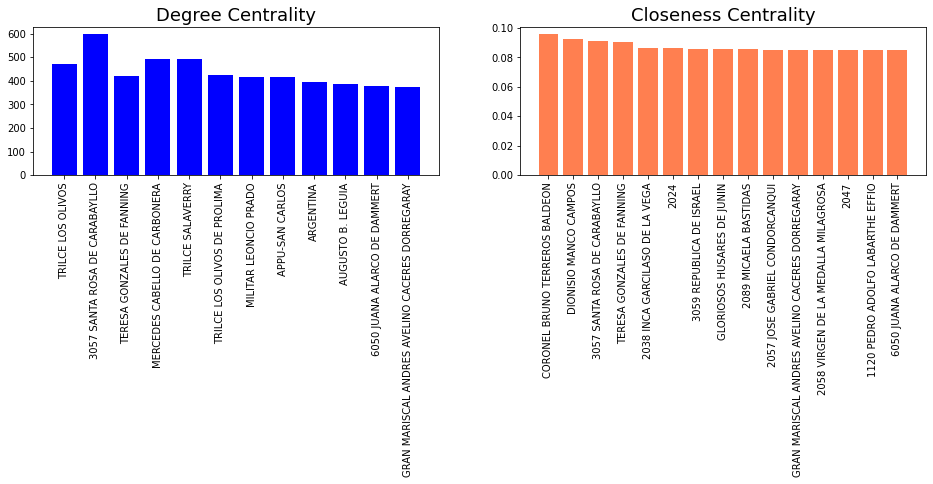 Degree Centrality
600
500
400
300
200
100
0
TRILCE LOS OLIVOS
3057 SANTA ROSA DE CARABAYLLO
TERESA GONZALES DE FANNING
MERCEDES CABELLO DE CARBONERA
TRILCE SALAVERRY
TRILCE LOS OLIVOS DE PROLIMA
MILITAR LEONCIO PRADO
APPU-SAN CARLOS
ARGENTINA
AUGUSTO B. LEGUIA
6050 JUANA ALARCO DE DAMMERT
GRAN MARISCAL ANDRES AVELINO CACERES DORREGARAY
Closeness Centrality
0.10
0.08
0.06
0.04
0.02
0.00
CORONEL BRUNO TERREROS BALDEON
DIONISIO MANCO CAMPOS
3057 SANTA ROSA DE CARABAYLLO
TERESA GONZALES DE FANNING
2038 INCA GARCILASO DE LA VEGA
2024
3059 REPUBLICA DE ISRAEL
GLORIOSOS HUSARES DE JUNIN
2089 MICAELA BASTIDAS
2057 JOSE GABRIEL CONDORCANQUI
GRAN MARISCAL ANDRES AVELINO CACERES DORREGARAY
2058 VIRGEN DE LA MEDALLA MILAGROSA
2047
1120 PEDRO ADOLFO LABARTHE EFFIO
6050 JUANA ALARCO DE DAMMERT